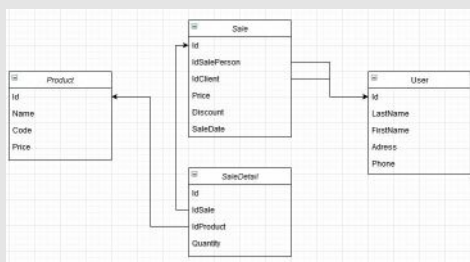 Product
Id
Name
Code
Price
Sale
Id
IdSalePerson
IdClient
Price
Discount
SaleDate
SaleDetail
Id
IdSale
IdProduct
Quantity
User
Id
LastName
FirstName
Adress
Phone